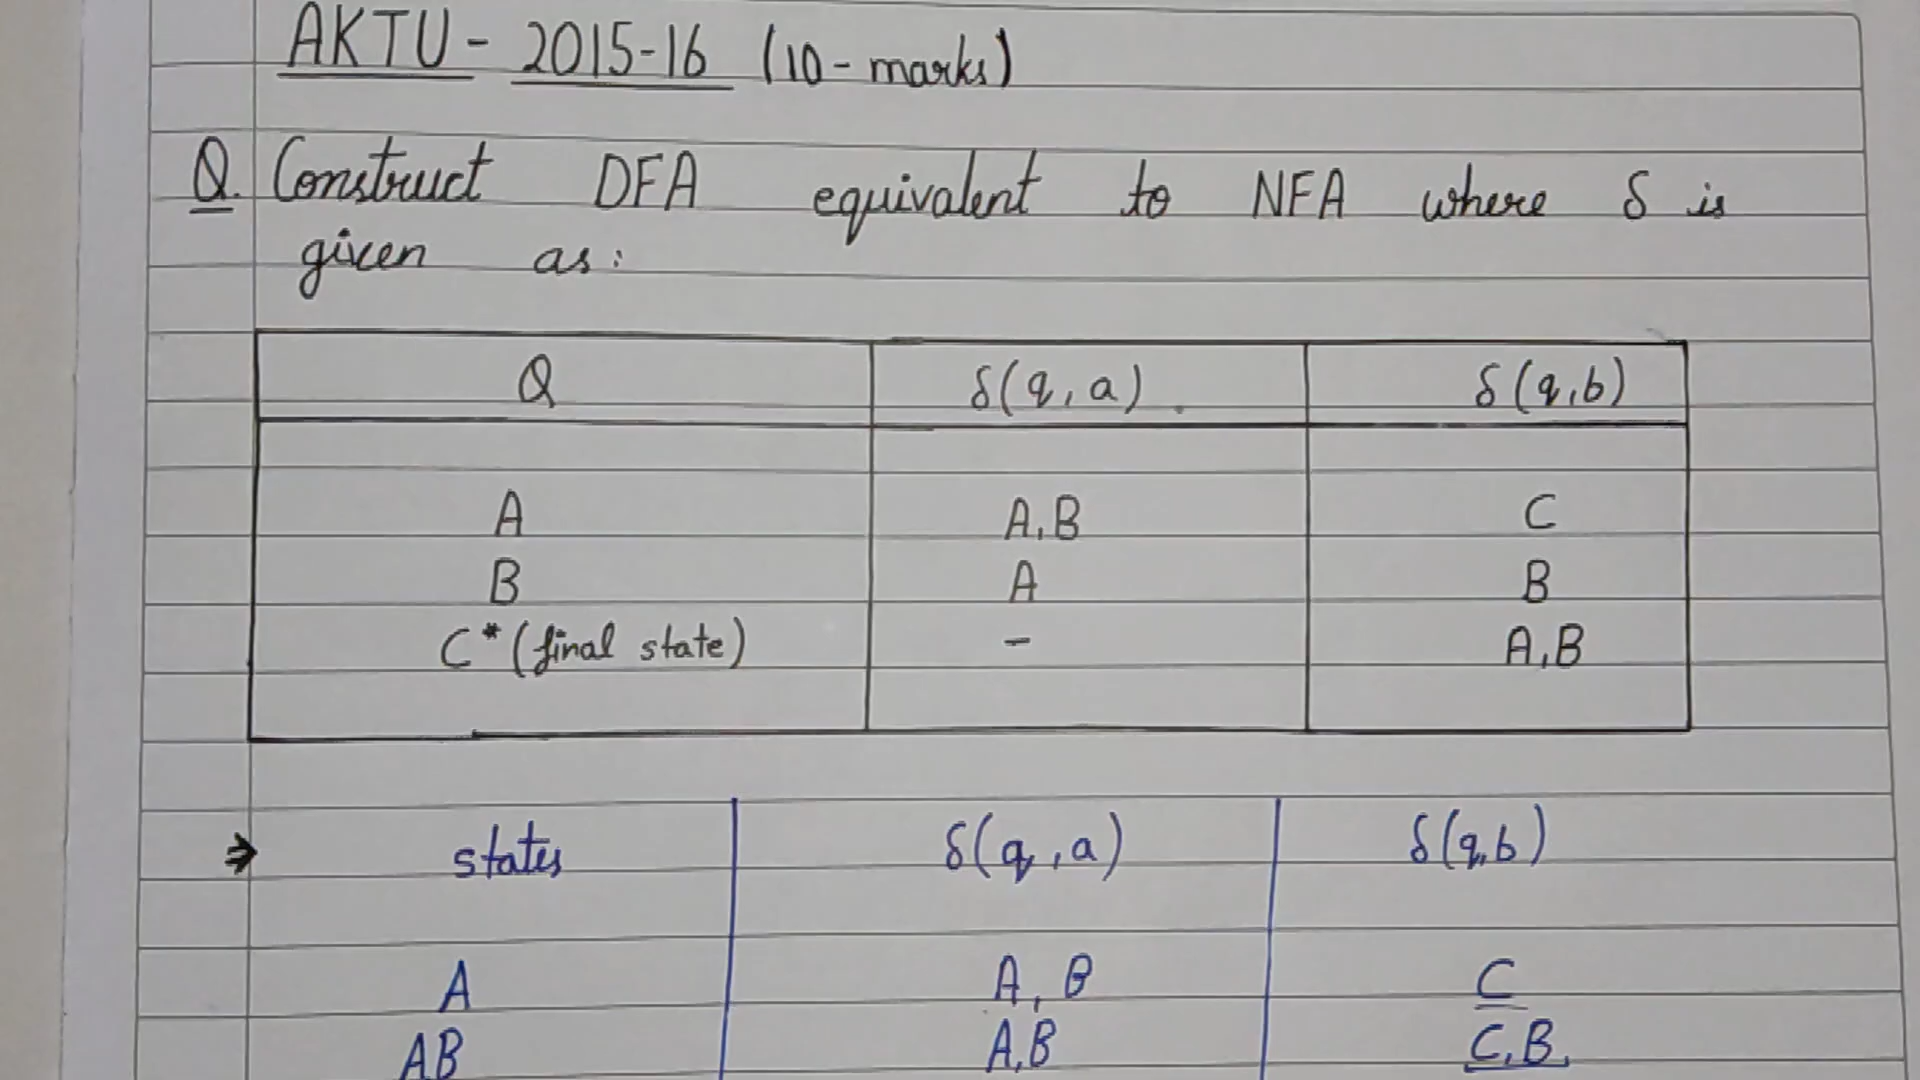 AKTU - 2015-16 (10-marks)
Q. Construct DFA equivalent to NFA where δ is
given as:
Q δ(q,a) δ(q,b)
A A,B C
B A B
C* (final state) - A,B
⇒ states δ(q,a) δ(q,b)
A A,B C
AB A,B C,B